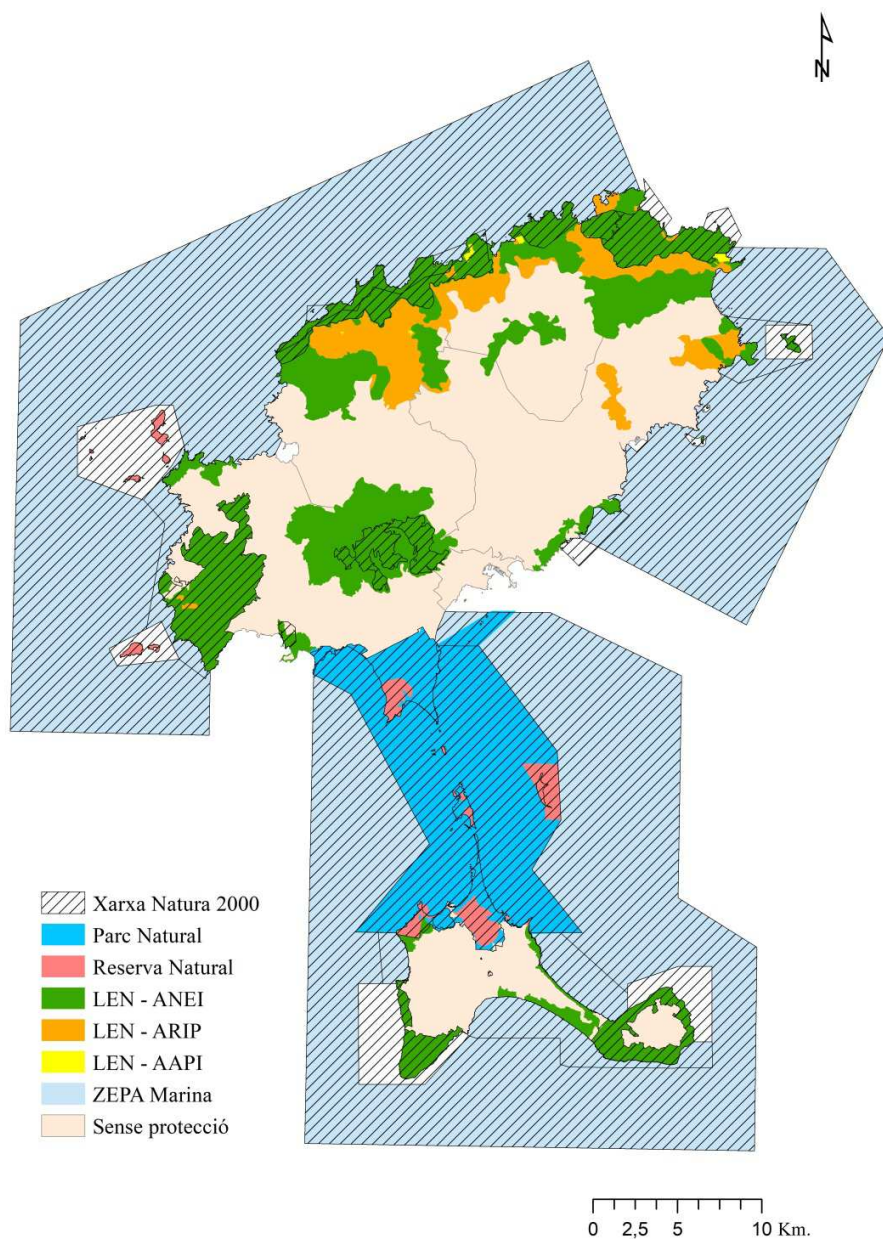 N
Xarxa Natura 2000
Parc Natural
Reserva Natural
LEN - ANEI
LEN - ARIP
LEN - AAPI
ZEPA Marina
Sense protecció
0 2,5 5 10 Km.